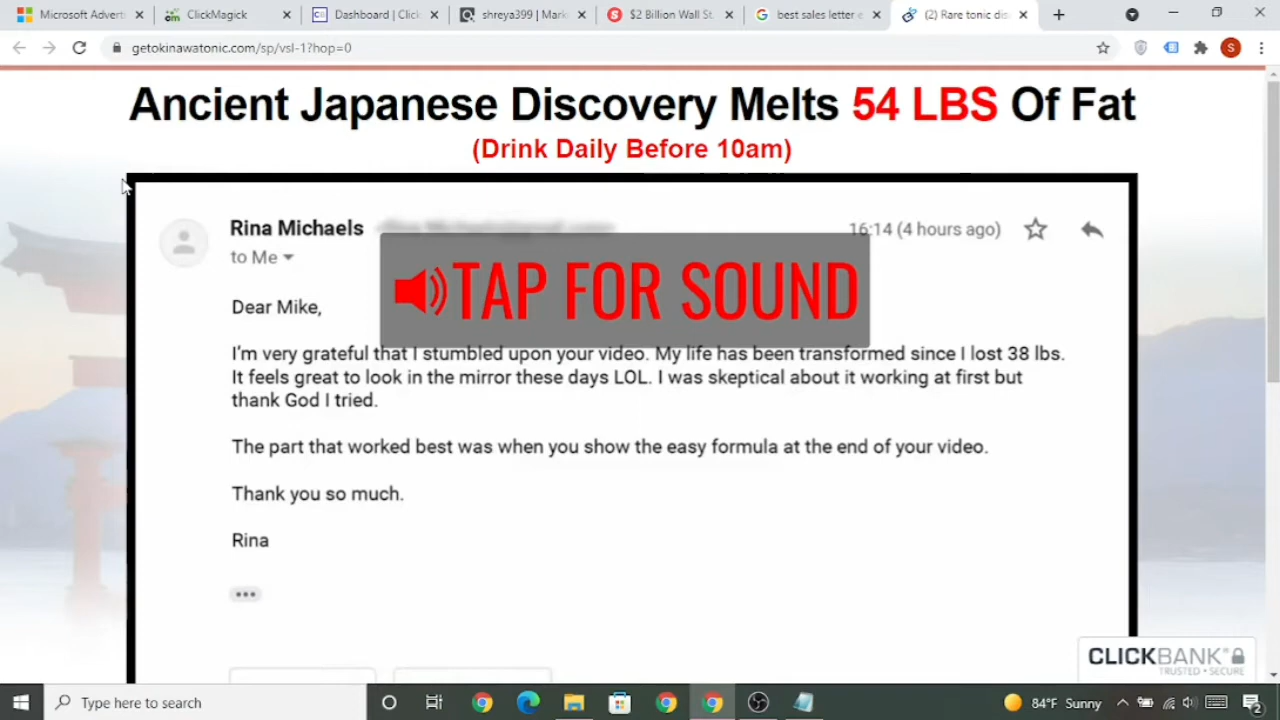 Microsoft Adverti
ClickMagick
Dashboard | Click
shreya399 | Mark
$2 Billion Wall St.
best sales letter e
(2) Rare tonic dis
getokinawatonic.com/sp/vsl-1?hop=0
S
Ancient Japanese Discovery Melts 54 LBS Of Fat
(Drink Daily Before 10am)
Rina Michaels
16:14 (4 hours ago)
to Me
TAP FOR SOUND
Dear Mike,
I'm very grateful that I stumbled upon your video. My life has been transformed since I lost 38 lbs.
It feels great to look in the mirror these days LOL. I was skeptical about it working at first but
thank God I tried.
The part that worked best was when you show the easy formula at the end of your video.
Thank you so much.
Rina
CLICKBANK
TRUSTED • SECURE
Type here to search
84°F Sunny
2